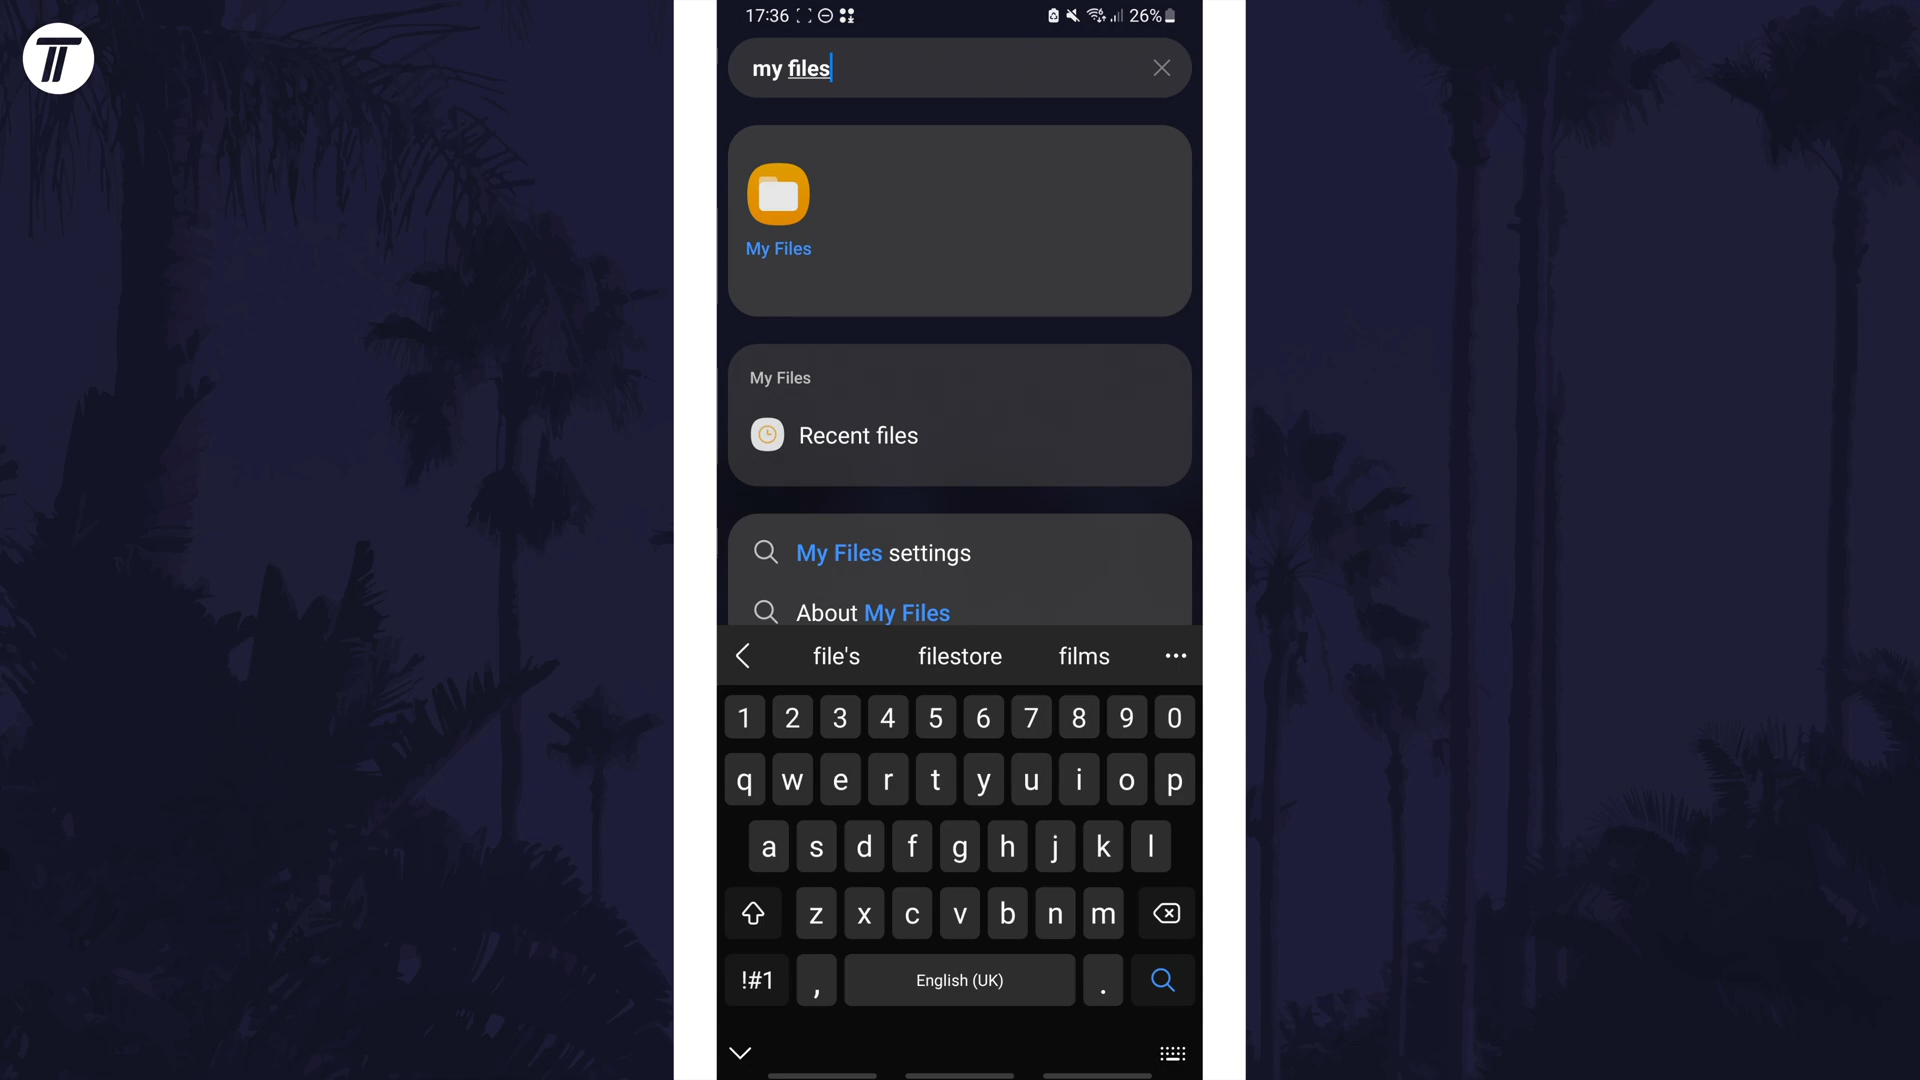 17:36
26%
my files
My Files
My Files
Recent files
My Files settings
About My Files
file's filestore films
1 2 3 4 5 6 7 8 9 0
q w e r t y u i o p
a s d f g h j k l
z x c v b n m
!#1 , English (UK) .